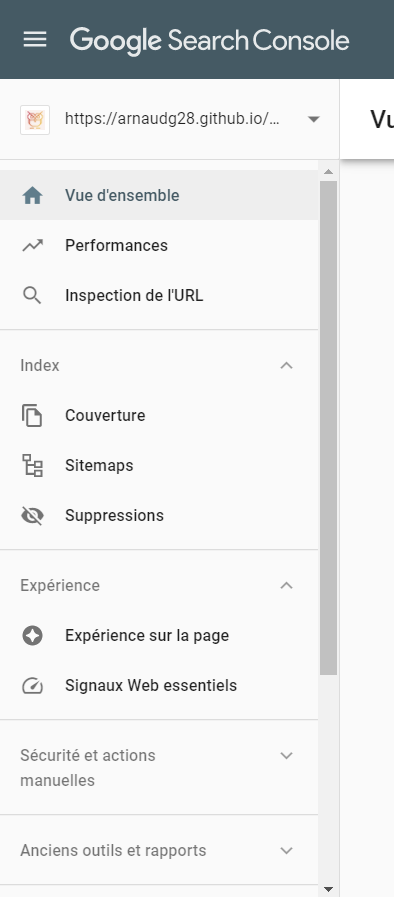 Google Search Console
https://arnaudg28.github.io/...
Vu
Vue d'ensemble
Performances
Inspection de l'URL
Index
Couverture
Sitemaps
Suppressions
Expérience
Expérience sur la page
Signaux Web essentiels
Sécurité et actions
manuelles
Anciens outils et rapports